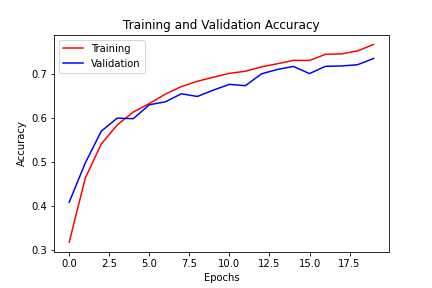 Training and Validation Accuracy
Training
Validation
Accuracy
0.7
0.6
0.5
0.4
0.3
0.0 2.5 5.0 7.5 10.0 12.5 15.0 17.5
Epochs